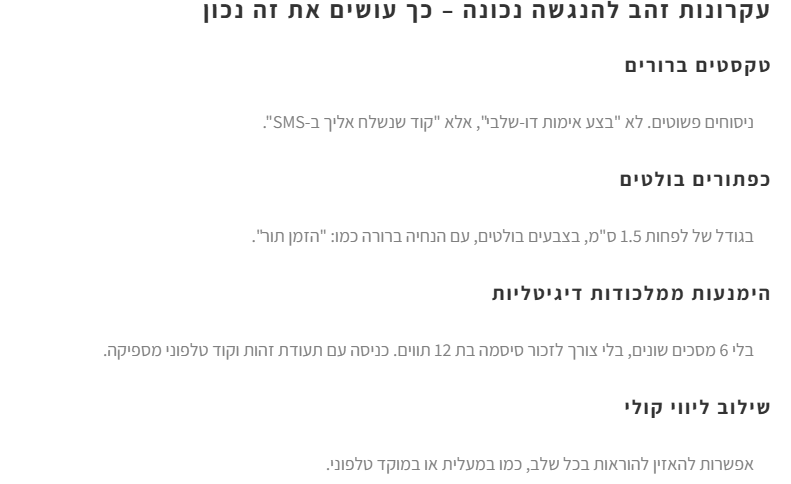 עקרונות זהב להנגשה נכונה – כך עושים את זה נכון
טקסטים ברורים
ניסוחים פשוטים. לא "בצע אימות דו-שלבי", אלא "קוד שנשלח אליך ב-SMS".
כפתורים בולטים
בגודל של לפחות 1.5 ס"מ, בצבעים בולטים, עם הנחיה ברורה כמו: "הזמן תור".
הימנעות ממלכודות דיגיטליות
בלי 6 מסכים שונים, בלי צורך לזכור סיסמה בת 12 תווים. כניסה עם תעודת זהות וקוד טלפוני מספיקה.
שילוב ליווי קולי
אפשרות להאזין להוראות בכל שלב, כמו במעלית או במוקד טלפוני.